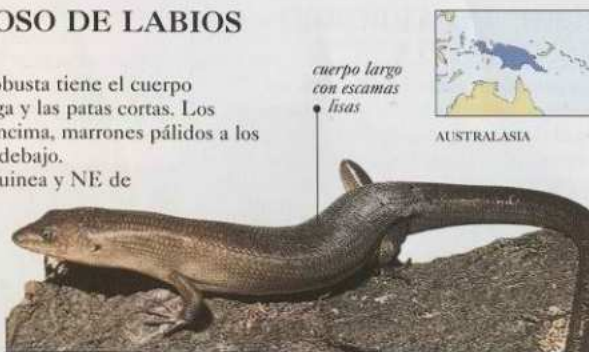 OSO DE LABIOS
busta tiene el cuerpo
ga y las patas cortas. Los
ncima, marrones pálidos a los
debajo.
uinea y NE de
cuerpo largo
con escamas
lisas
AUSTRALASIA